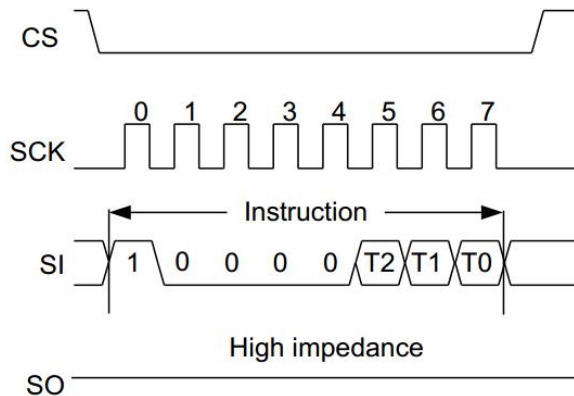 CS
0 1 2 3 4 5 6 7
SCK
Instruction
SI 1 0 0 0 0 T2 T1 T0
High impedance
SO